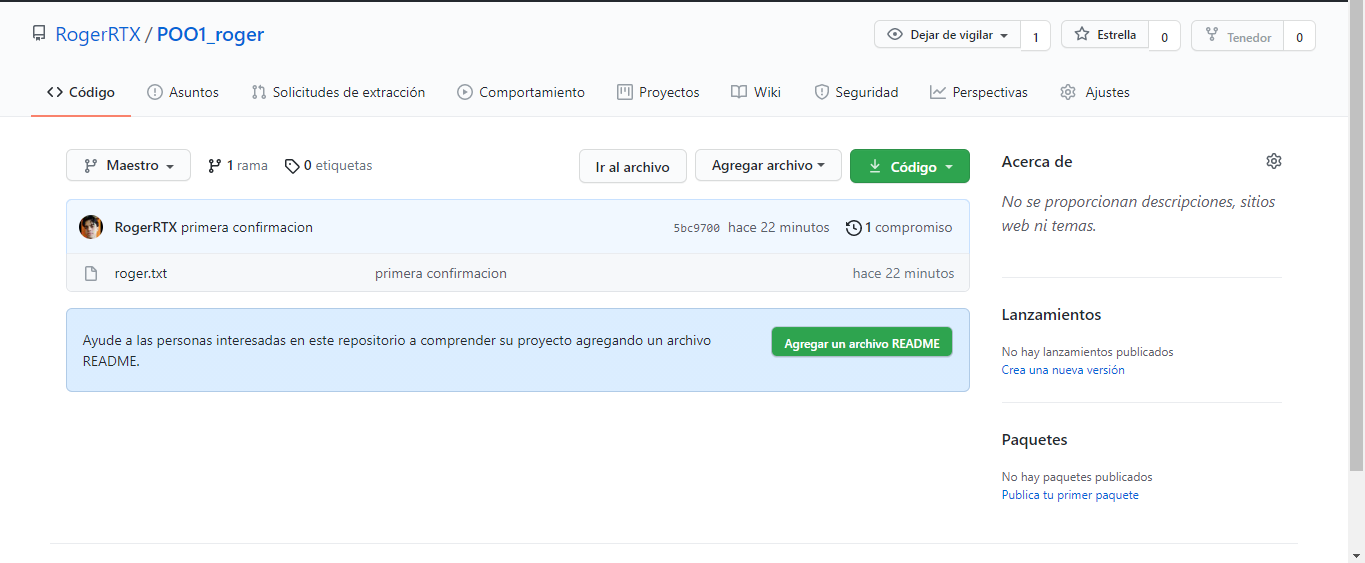 RogerRTX / POO1_roger
Dejar de vigilar 1
Estrella 0
Tenedor 0
Código
Asuntos
Solicitudes de extracción
Comportamiento
Proyectos
Wiki
Seguridad
Perspectivas
Ajustes
Maestro
1 rama
0 etiquetas
Ir al archivo
Agregar archivo
Código
RogerRTX primera confirmacion
5bc9700 hace 22 minutos
1 compromiso
roger.txt
primera confirmacion
hace 22 minutos
Ayude a las personas interesadas en este repositorio a comprender su proyecto agregando un archivo
README.
Agregar un archivo README
Acerca de
No se proporcionan descripciones, sitios
web ni temas.
Lanzamientos
No hay lanzamientos publicados
Crea una nueva versión
Paquetes
No hay paquetes publicados
Publica tu primer paquete